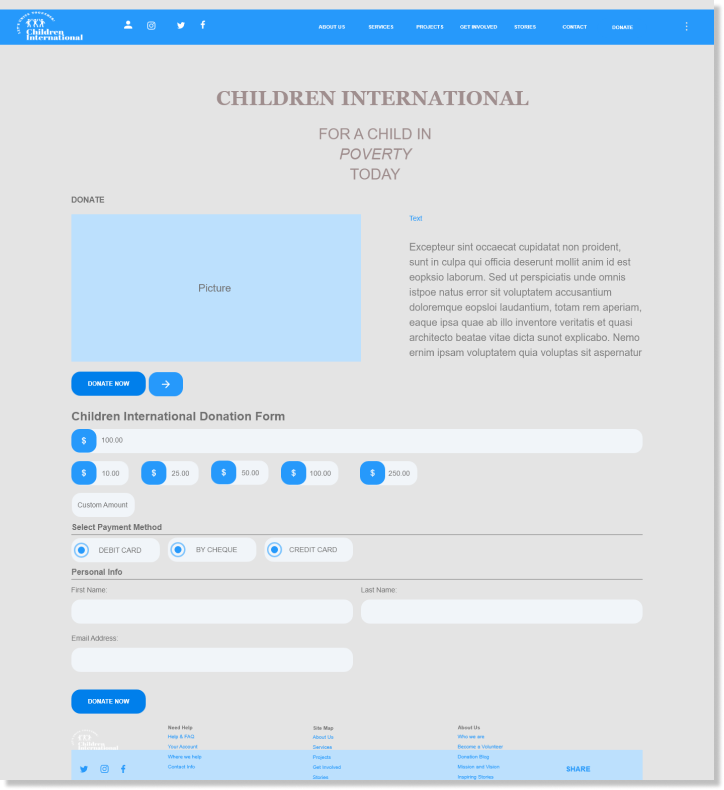 Children
International
ABOUT US
SERVICES
PROJECTS
GET INVOLVED
STORIES
CONTACT
DONATE
CHILDREN INTERNATIONAL
FOR A CHILD IN
POVERTY
TODAY
DONATE
Picture
Text
Excepteur sint occaecat cupidatat non proident,
sunt in culpa qui officia deserunt mollit anim id est
eopksio laborum. Sed ut perspiciatis unde omnis
istpoe natus error sit voluptatem accusantium
doloremque eopsloi laudantium, totam rem aperiam,
eaque ipsa quae ab illo inventore veritatis et quasi
architecto beatae vitae dicta sunot explicabo. Nemo
ernim ipsam voluptatem quia voluptas sit aspernatur
DONATE NOW
Children International Donation Form
$ 100.00
$ 10.00
$ 25.00
$ 50.00
$ 100.00
$ 250.00
Custom Amount
Select Payment Method
DEBIT CARD
BY CHEQUE
CREDIT CARD
Personal Info
First Name:
Last Name:
Email Address:
DONATE NOW
Children
International
Need Help
Help & FAQ
Your Account
Where we help
Contact Info
Site Map
About Us
Services
Projects
Get Involved
Stories
About Us
Who we are
Become a Volunteer
Donation Blog
Mission and Vision
Inspiring Stories
SHARE